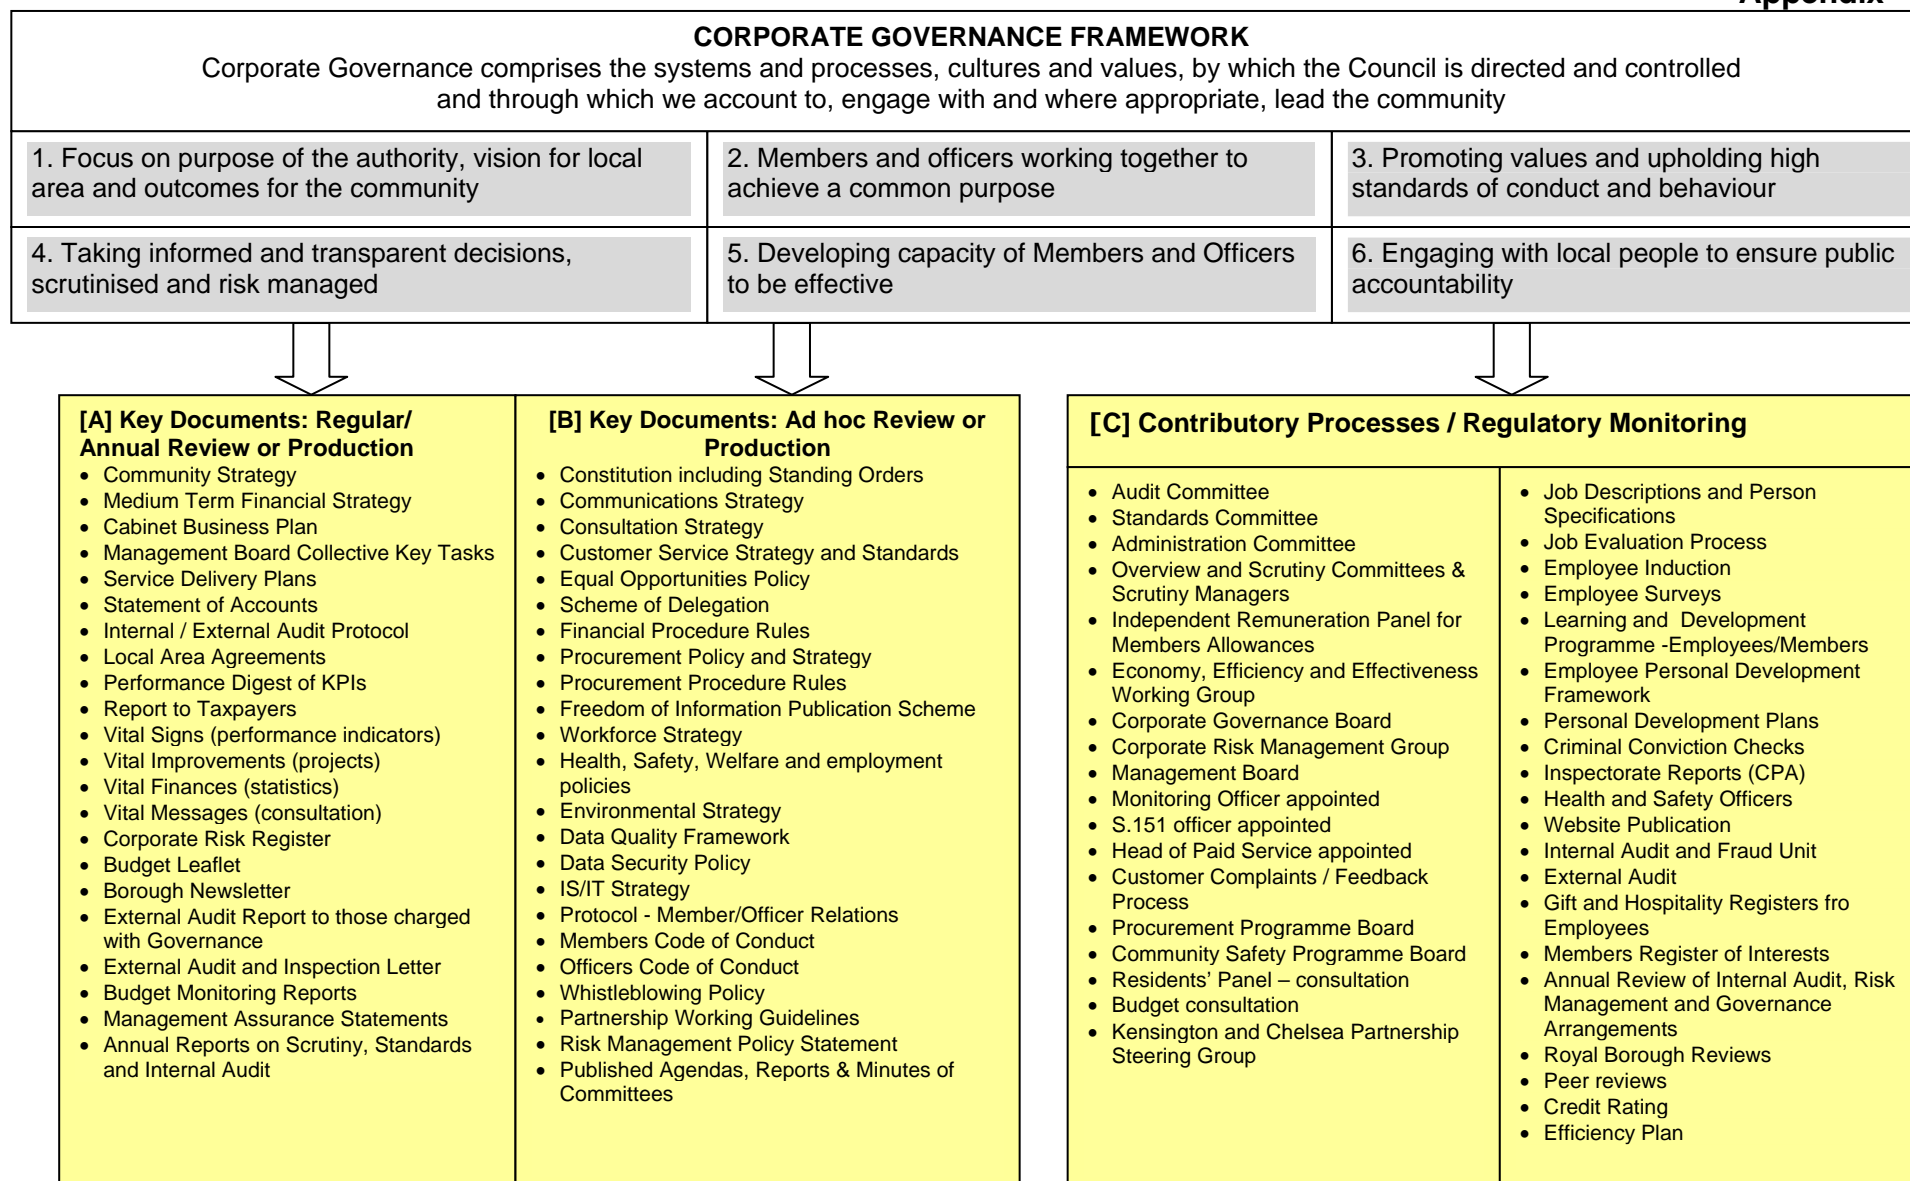 Appendix
CORPORATE GOVERNANCE FRAMEWORK
Corporate Governance comprises the systems and processes, cultures and values, by which the Council is directed and controlled
and through which we account to, engage with and where appropriate, lead the community
1. Focus on purpose of the authority, vision for local
area and outcomes for the community
2. Members and officers working together to
achieve a common purpose
3. Promoting values and upholding high
standards of conduct and behaviour
4. Taking informed and transparent decisions,
scrutinised and risk managed
5. Developing capacity of Members and Officers
to be effective
6. Engaging with local people to ensure public
accountability
[A] Key Documents: Regular/
Annual Review or Production
• Community Strategy
• Medium Term Financial Strategy
• Cabinet Business Plan
• Management Board Collective Key Tasks
• Service Delivery Plans
• Statement of Accounts
• Internal / External Audit Protocol
• Local Area Agreements
• Performance Digest of KPIs
• Report to Taxpayers
• Vital Signs (performance indicators)
• Vital Improvements (projects)
• Vital Finances (statistics)
• Vital Messages (consultation)
• Corporate Risk Register
• Budget Leaflet
• Borough Newsletter
• External Audit Report to those charged
with Governance
• External Audit and Inspection Letter
• Budget Monitoring Reports
• Management Assurance Statements
• Annual Reports on Scrutiny, Standards
and Internal Audit
[B] Key Documents: Ad hoc Review or
Production
• Constitution including Standing Orders
• Communications Strategy
• Consultation Strategy
• Customer Service Strategy and Standards
• Equal Opportunities Policy
• Scheme of Delegation
• Financial Procedure Rules
• Procurement Policy and Strategy
• Procurement Procedure Rules
• Freedom of Information Publication Scheme
• Workforce Strategy
• Health, Safety, Welfare and employment
policies
• Environmental Strategy
• Data Quality Framework
• Data Security Policy
• IS/IT Strategy
• Protocol - Member/Officer Relations
• Members Code of Conduct
• Officers Code of Conduct
• Whistleblowing Policy
• Partnership Working Guidelines
• Risk Management Policy Statement
• Published Agendas, Reports & Minutes of
Committees
[C] Contributory Processes / Regulatory Monitoring
• Audit Committee
• Standards Committee
• Administration Committee
• Overview and Scrutiny Committees &
Scrutiny Managers
• Independent Remuneration Panel for
Members Allowances
• Economy, Efficiency and Effectiveness
Working Group
• Corporate Governance Board
• Corporate Risk Management Group
• Management Board
• Monitoring Officer appointed
• S.151 officer appointed
• Head of Paid Service appointed
• Customer Complaints / Feedback
Process
• Procurement Programme Board
• Community Safety Programme Board
• Residents’ Panel – consultation
• Budget consultation
• Kensington and Chelsea Partnership
Steering Group
• Job Descriptions and Person
Specifications
• Job Evaluation Process
• Employee Induction
• Employee Surveys
• Learning and Development
Programme -Employees/Members
• Employee Personal Development
Framework
• Personal Development Plans
• Criminal Conviction Checks
• Inspectorate Reports (CPA)
• Health and Safety Officers
• Website Publication
• Internal Audit and Fraud Unit
• External Audit
• Gift and Hospitality Registers fro
Employees
• Members Register of Interests
• Annual Review of Internal Audit, Risk
Management and Governance
Arrangements
• Royal Borough Reviews
• Peer reviews
• Credit Rating
• Efficiency Plan